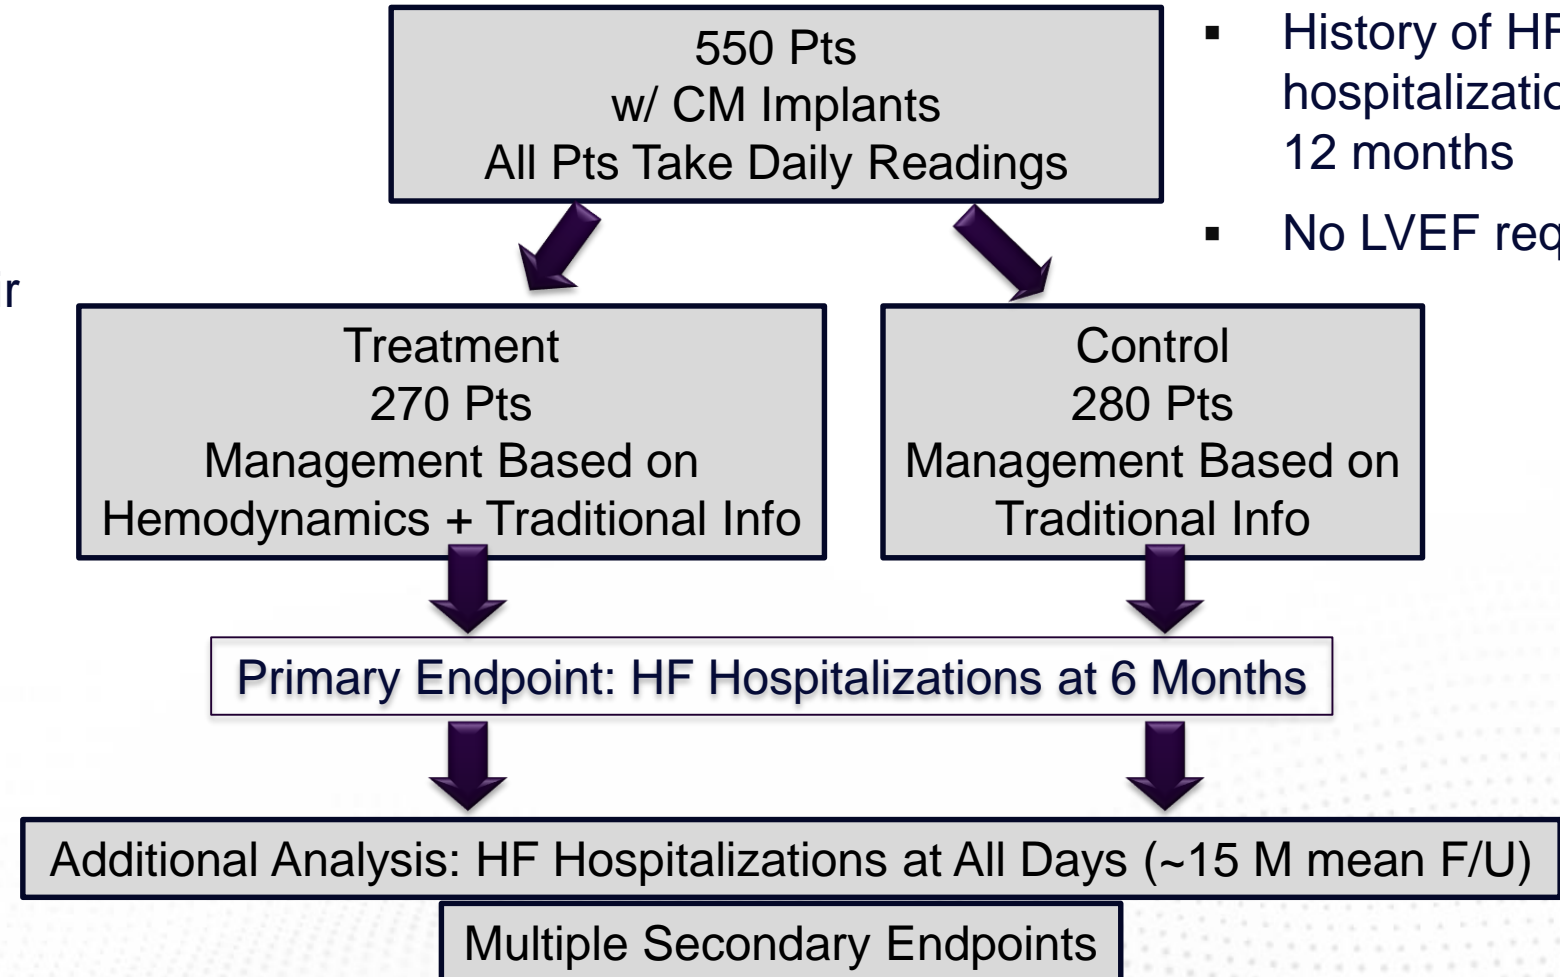 550 Pts
w/ CM Implants
All Pts Take Daily Readings
▪ History of HF
hospitalizatio
12 months
▪ No LVEF req
ir
Treatment
270 Pts
Management Based on
Hemodynamics + Traditional Info
Control
280 Pts
Management Based on
Traditional Info
Primary Endpoint: HF Hospitalizations at 6 Months
Additional Analysis: HF Hospitalizations at All Days (~15 M mean F/U)
Multiple Secondary Endpoints